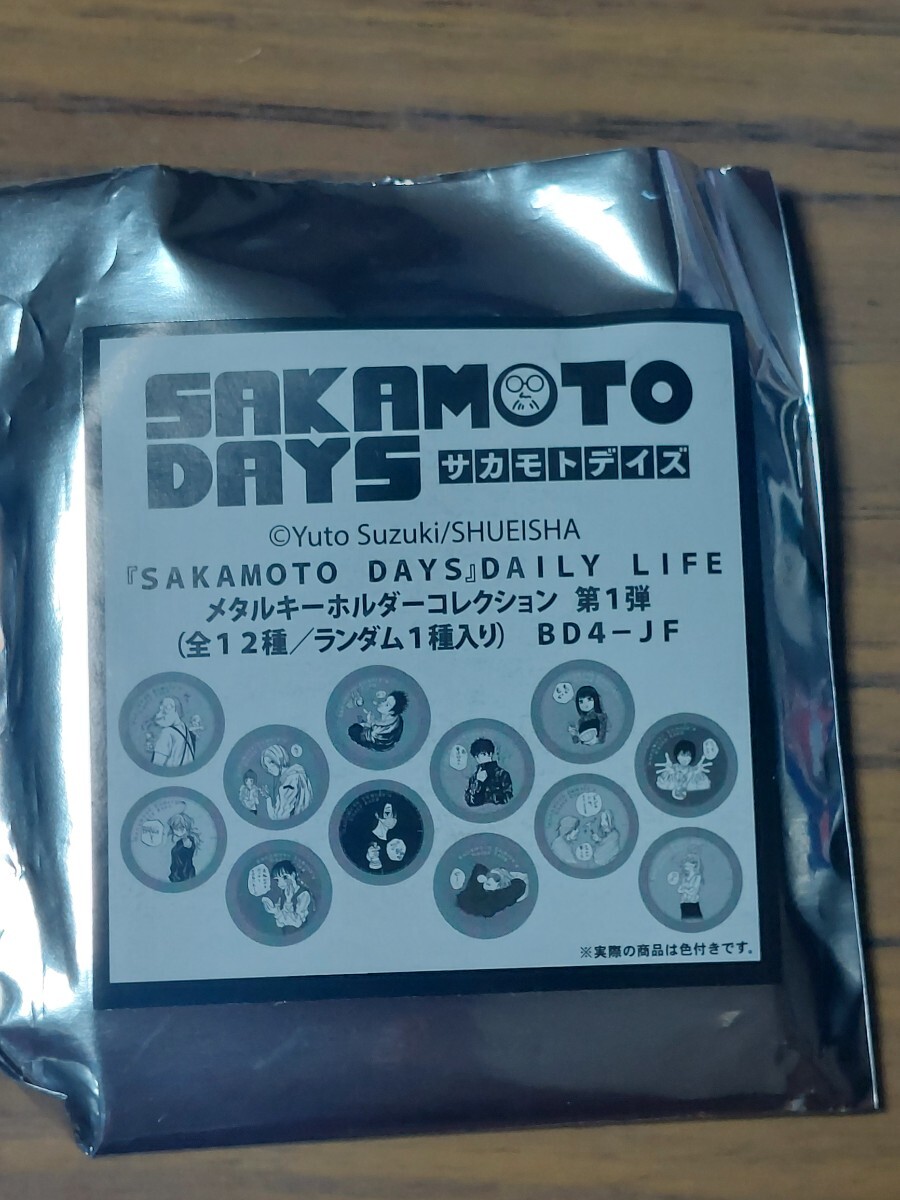 SAKAMOTO
DAYS サカモトデイズ
©Yuto Suzuki/SHUEISHA
『SAKAMOTO DAYS』DAILY LIFE
メタルキーホルダーコレクション 第1弾
(全12種／ランダム1種入り) BD4-JF
※実際の商品は色付きです。